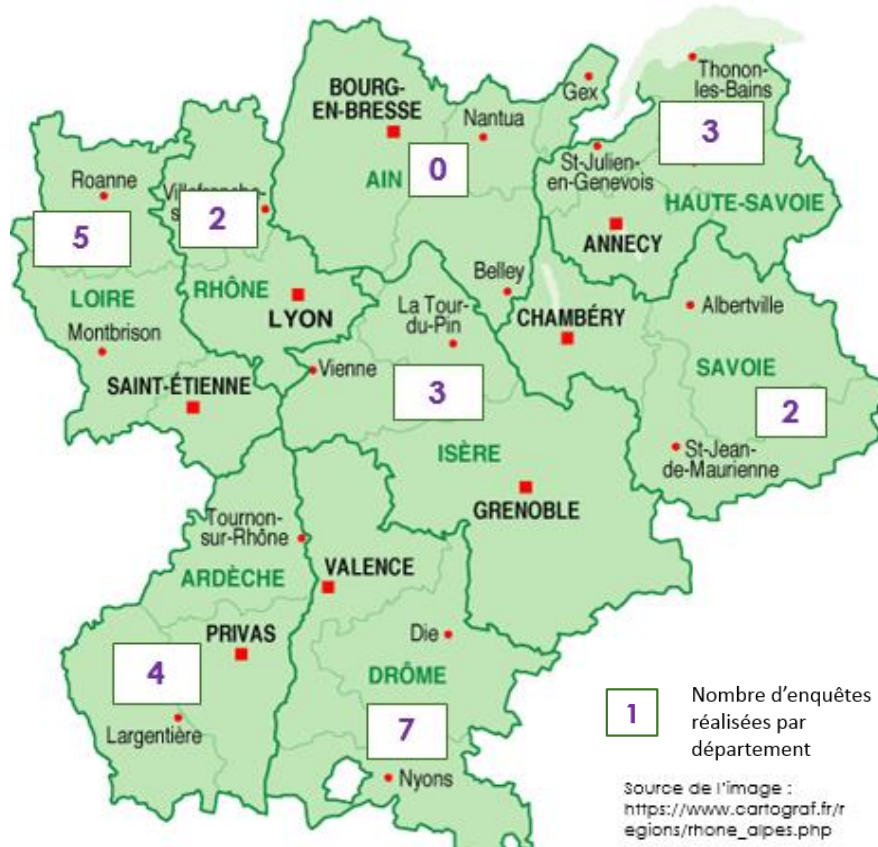 Thonon-
les-Bains
BOURG-
EN-BRESSE
Gex
Nantua
3
0
AIN
St-Julien-
en-Genevois
Roanne
2
HAUTE-SAVOIE
5
ANNECY
Belley
RHÔNE
LOIRE
LYON
La Tour-
du-Pin
CHAMBÉRY
Albertville
Montbrison
Vienne
SAVOIE
SAINT-ÉTIENNE
3
2
ISÈRE
St-Jean-
de-Maurienne
GRENOBLE
Tournon-
sur-Rhône
VALENCE
ARDÈCHE
PRIVAS
Die
4
DRÔME
Largentière
7
Nyons
1
Nombre d’enquêtes
réalisées par
département
Source de l’image :
https://www.cartograf.fr/r
egions/rhone_alpes.php